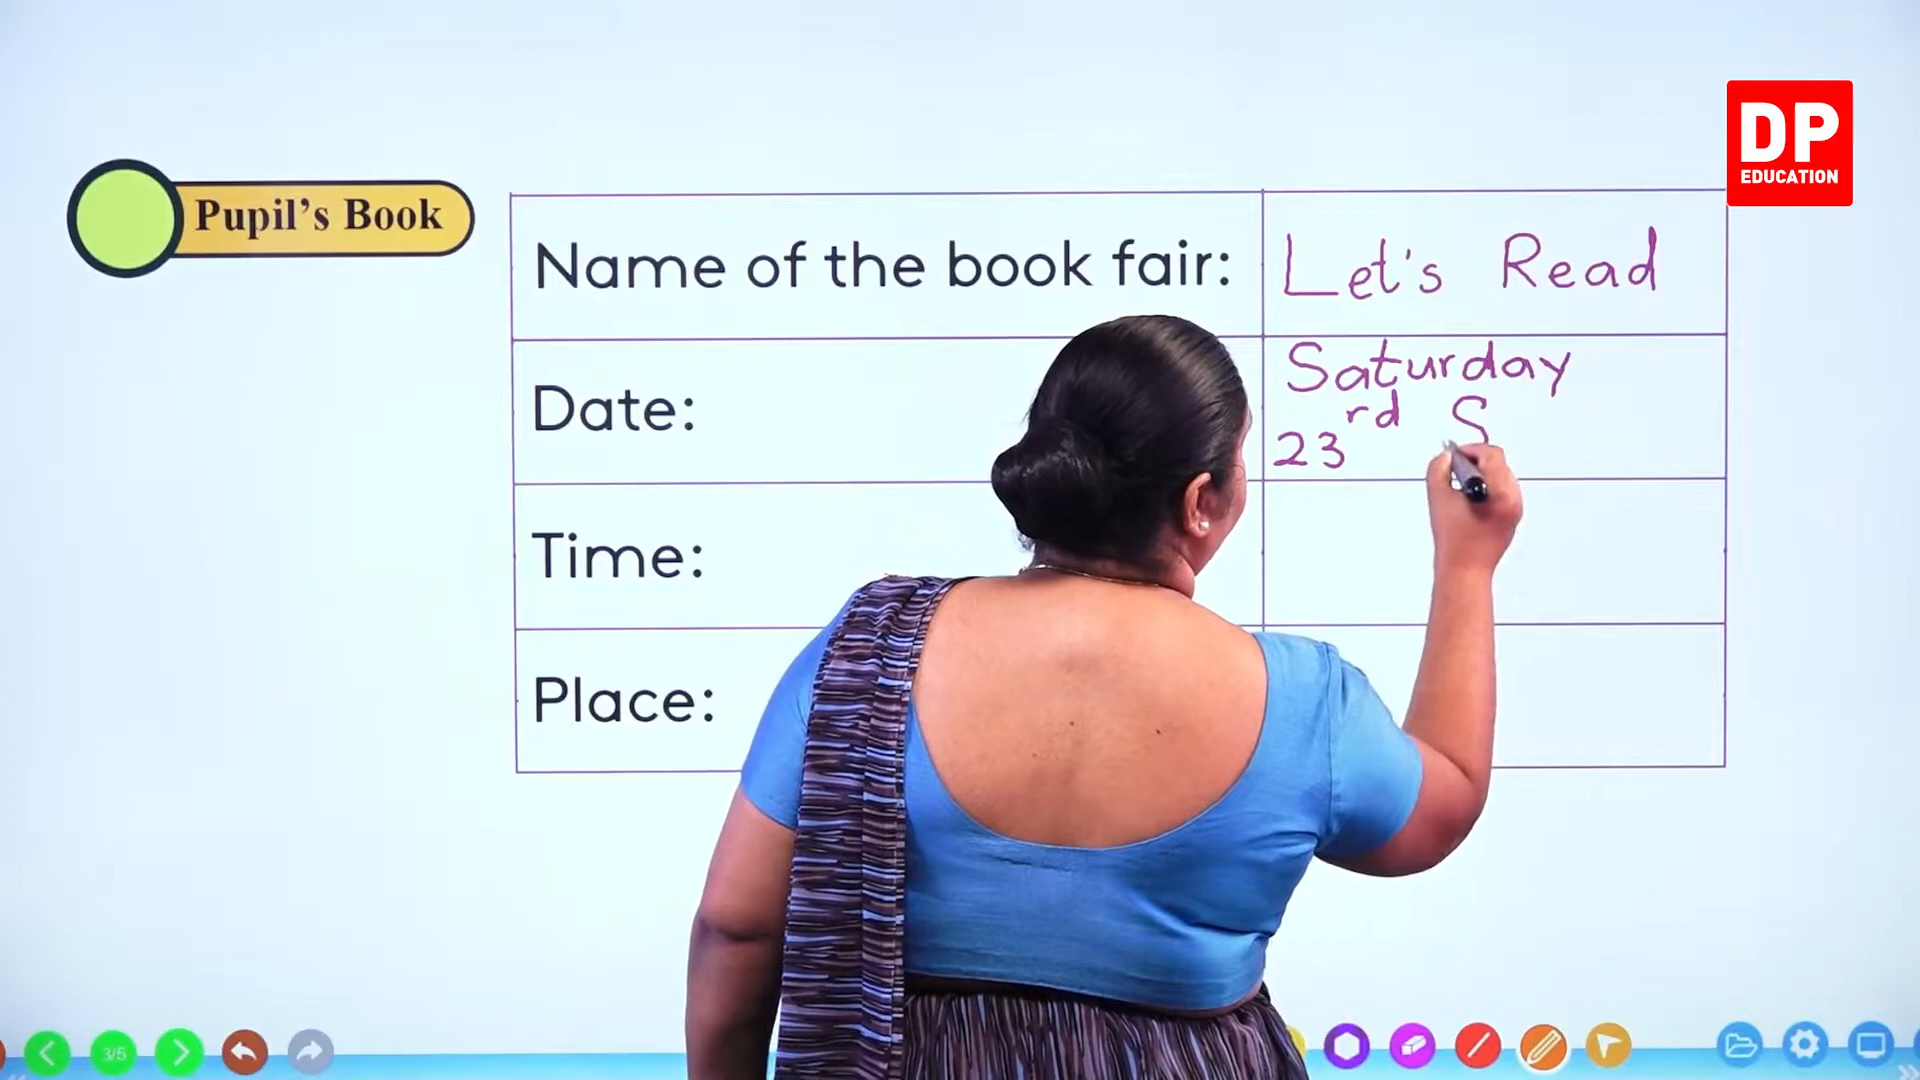 DP
EDUCATION
Pupil's Book
Name of the book fair: Let's Read
Date: Saturday
23rd S
Time:
Place:
3/5